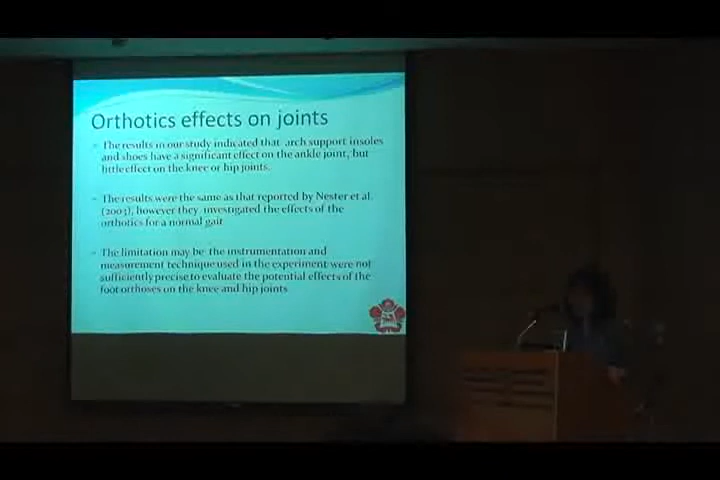 Orthotics effects on joints
The results in our study indicated that arch support insoles
and shoes have a significant effect on the ankle joint, but
little effect on the knee or hip joints.
The results were the same as that reported by Nester et al.
(2003), however they investigated the effects of the
orthotics for a normal gait
The limitation may be the instrumentation and
measurement technique used in the experiment were not
sufficiently precise to evaluate the potential effects of the
foot orthoses on the knee and hip joints